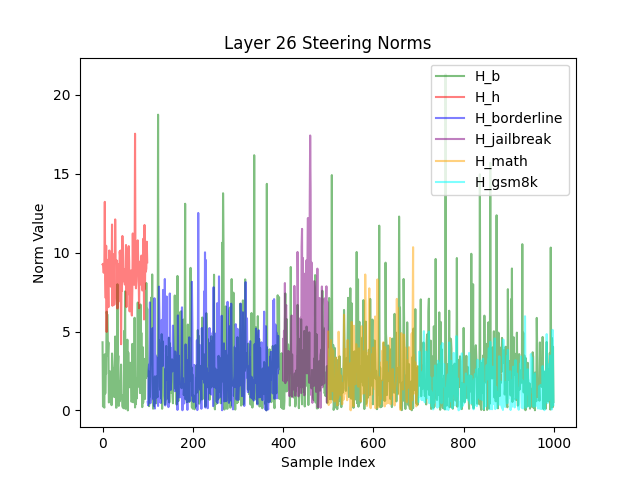 Layer 26 Steering Norms
Norm Value
20
15
10
5
0
H_b
H_h
H_borderline
H_jailbreak
H_math
H_gsm8k
0
200
400
600
800
1000
Sample Index